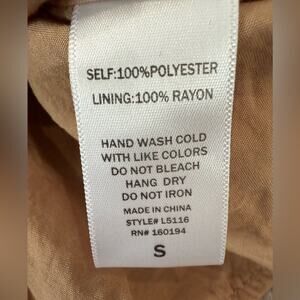 SELF:100%POLYESTER
LINING:100% RAYON
HAND WASH COLD
WITH LIKE COLORS
DO NOT BLEACH
HANG DRY
DO NOT IRON
MADE IN CHINA
STYLE# L5116
RN# 160194
S